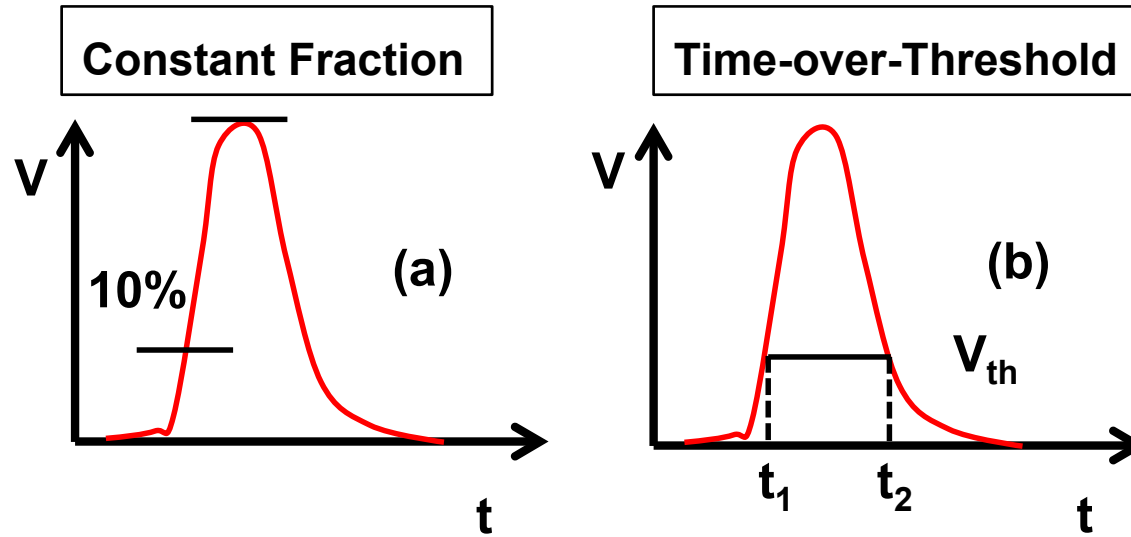 Constant Fraction
V
10%
(a)
t
Time-over-Threshold
V
(b)
Vth
t1
t2
t